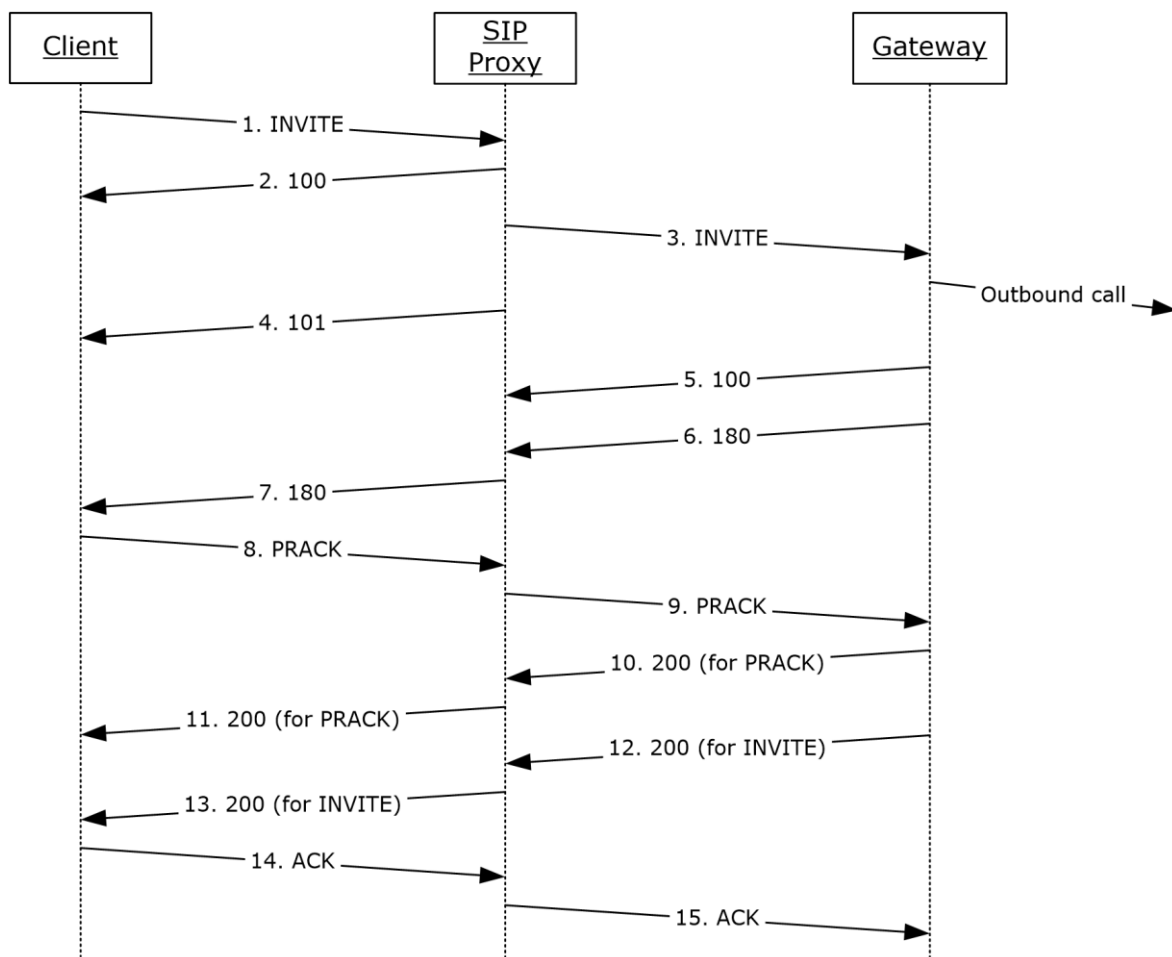 Client
SIP
Proxy
Gateway
1. INVITE
2. 100
3. INVITE
Outbound call
4. 101
5. 100
6. 180
7. 180
8. PRACK
9. PRACK
10. 200 (for PRACK)
11. 200 (for PRACK)
12. 200 (for INVITE)
13. 200 (for INVITE)
14. ACK
15. ACK